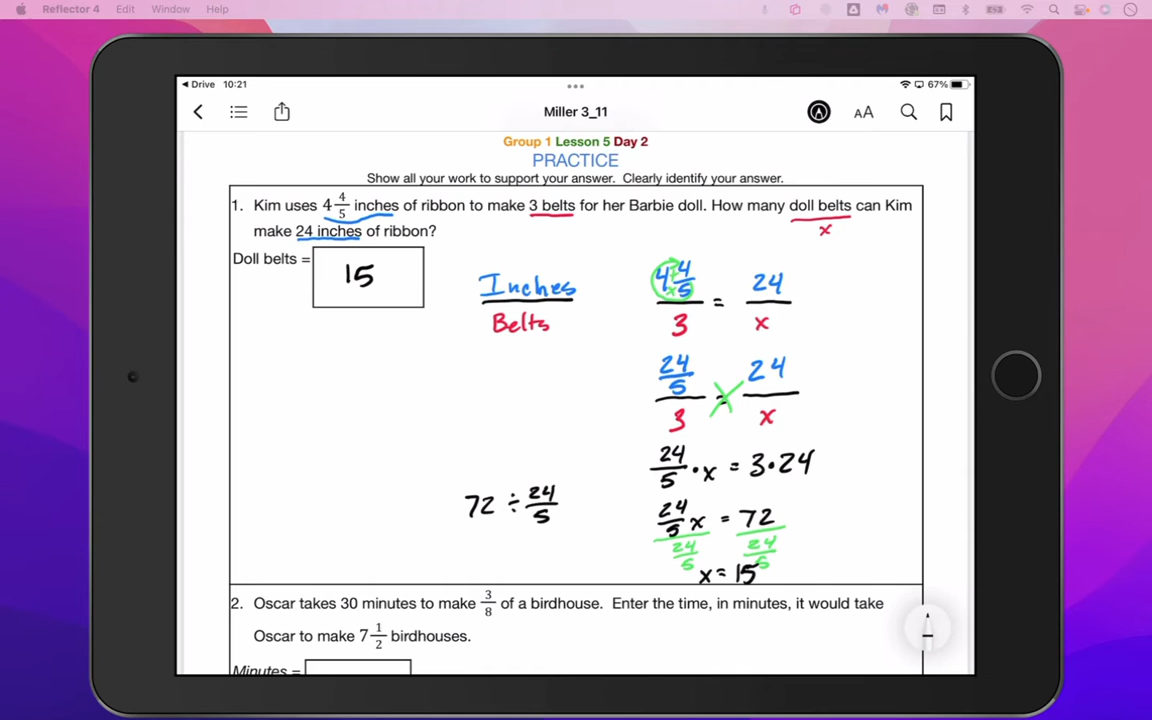 Reflector 4 Edit Window Help
Drive 10:21 67%
Miller 3_11
Group 1 Lesson 5 Day 2
PRACTICE
Show all your work to support your answer. Clearly identify your answer.
1. Kim uses 4 4/5 inches of ribbon to make 3 belts for her Barbie doll. How many doll belts can Kim
x
make 24 inches of ribbon?
Doll belts = 15
Inches/Belts
4 4/5 / 3 = 24/x
+
x
24/5 / 3 = 24/x
24/5 • x = 3•24
72 ÷ 24/5
24/5 x = 72
24/5 24/5
x = 15
2. Oscar takes 30 minutes to make 3/8 of a birdhouse. Enter the time, in minutes, it would take
Oscar to make 7 1/2 birdhouses.
Minutes =